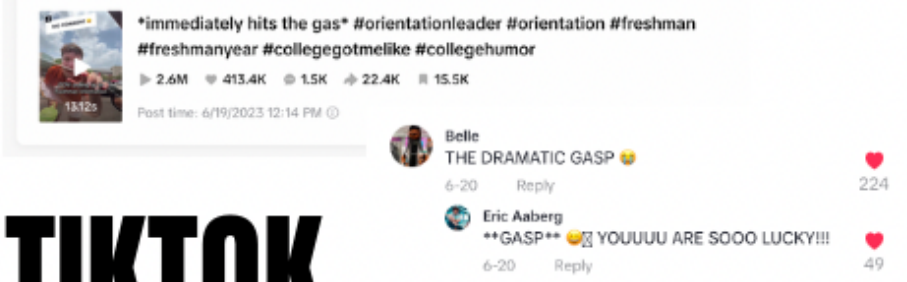 *immediately hits the gas* #orientationleader #orientation #freshman
#freshmanyear #collegegotmelike #collegehumor
2.6M 413.4K 1.5K 22.4K 15.5K
13.12s
Post time: 6/19/2023 12:14 PM
Belle
THE DRAMATIC GASP 😭
6-20 Reply
224
Eric Aaberg
**GASP** 😅 YOUUUU ARE SOOO LUCKY!!!
6-20 Reply
49
TIKTOK